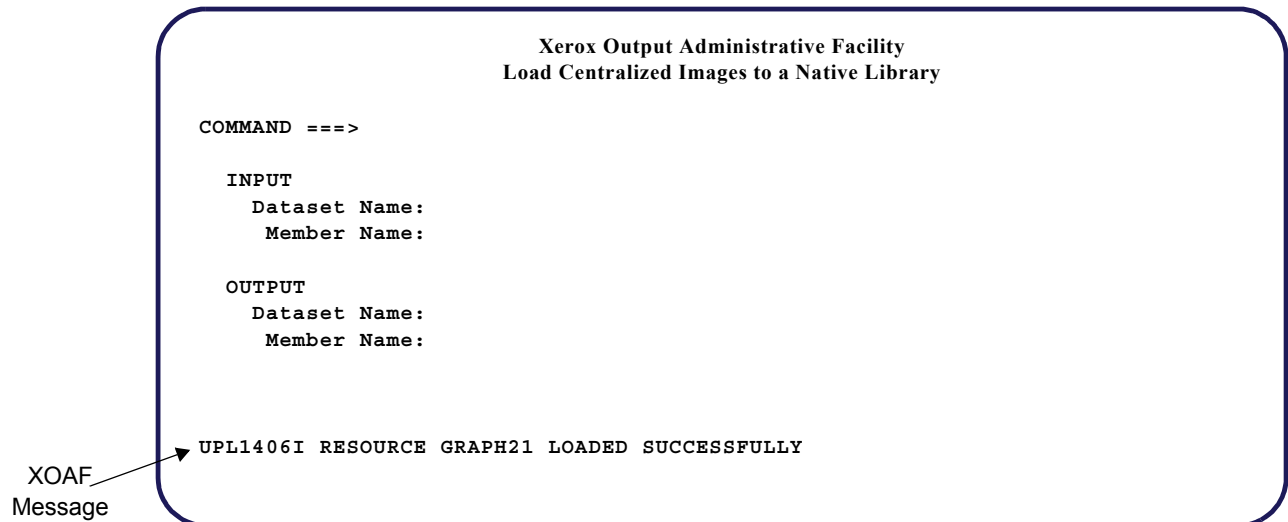 Xerox Output Administrative Facility
Load Centralized Images to a Native Library
COMMAND ===>
INPUT
Dataset Name:
Member Name:
OUTPUT
Dataset Name:
Member Name:
UPL1406I RESOURCE GRAPH21 LOADED SUCCESSFULLY
XOAF
Message